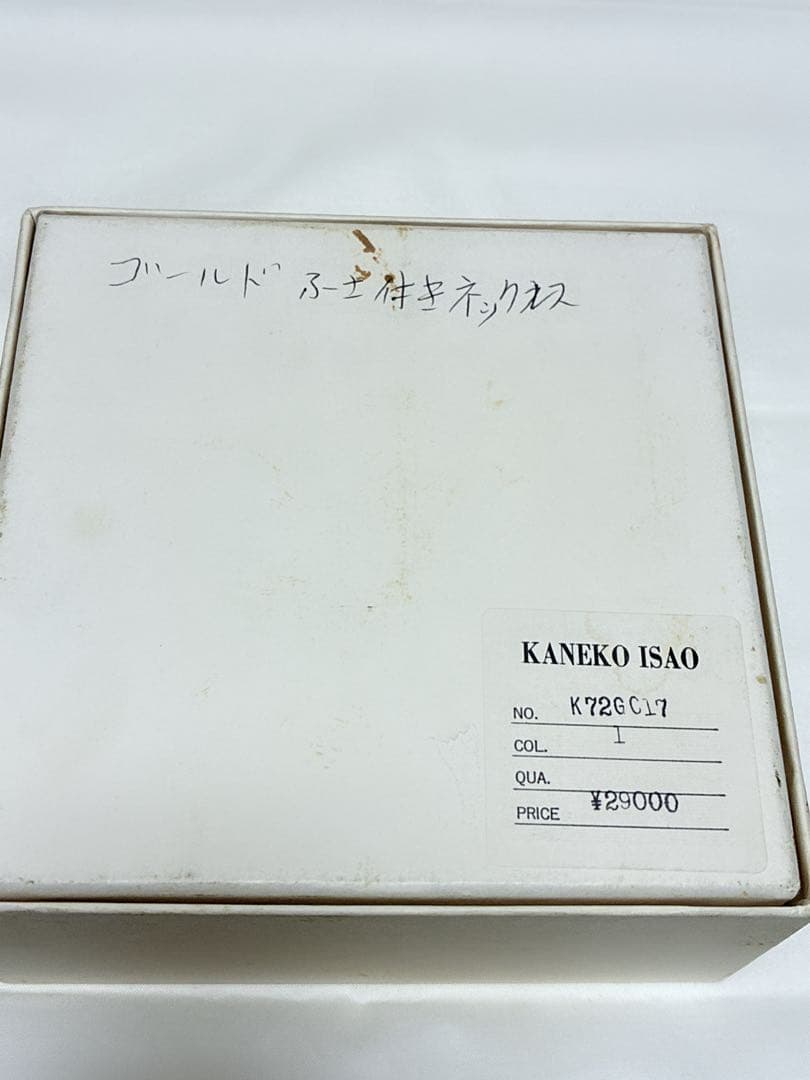 ゴールド ふさ付きネックレス
KANEKO ISAO
NO. K72GC17
COL. 1
QUA.
PRICE ¥29000